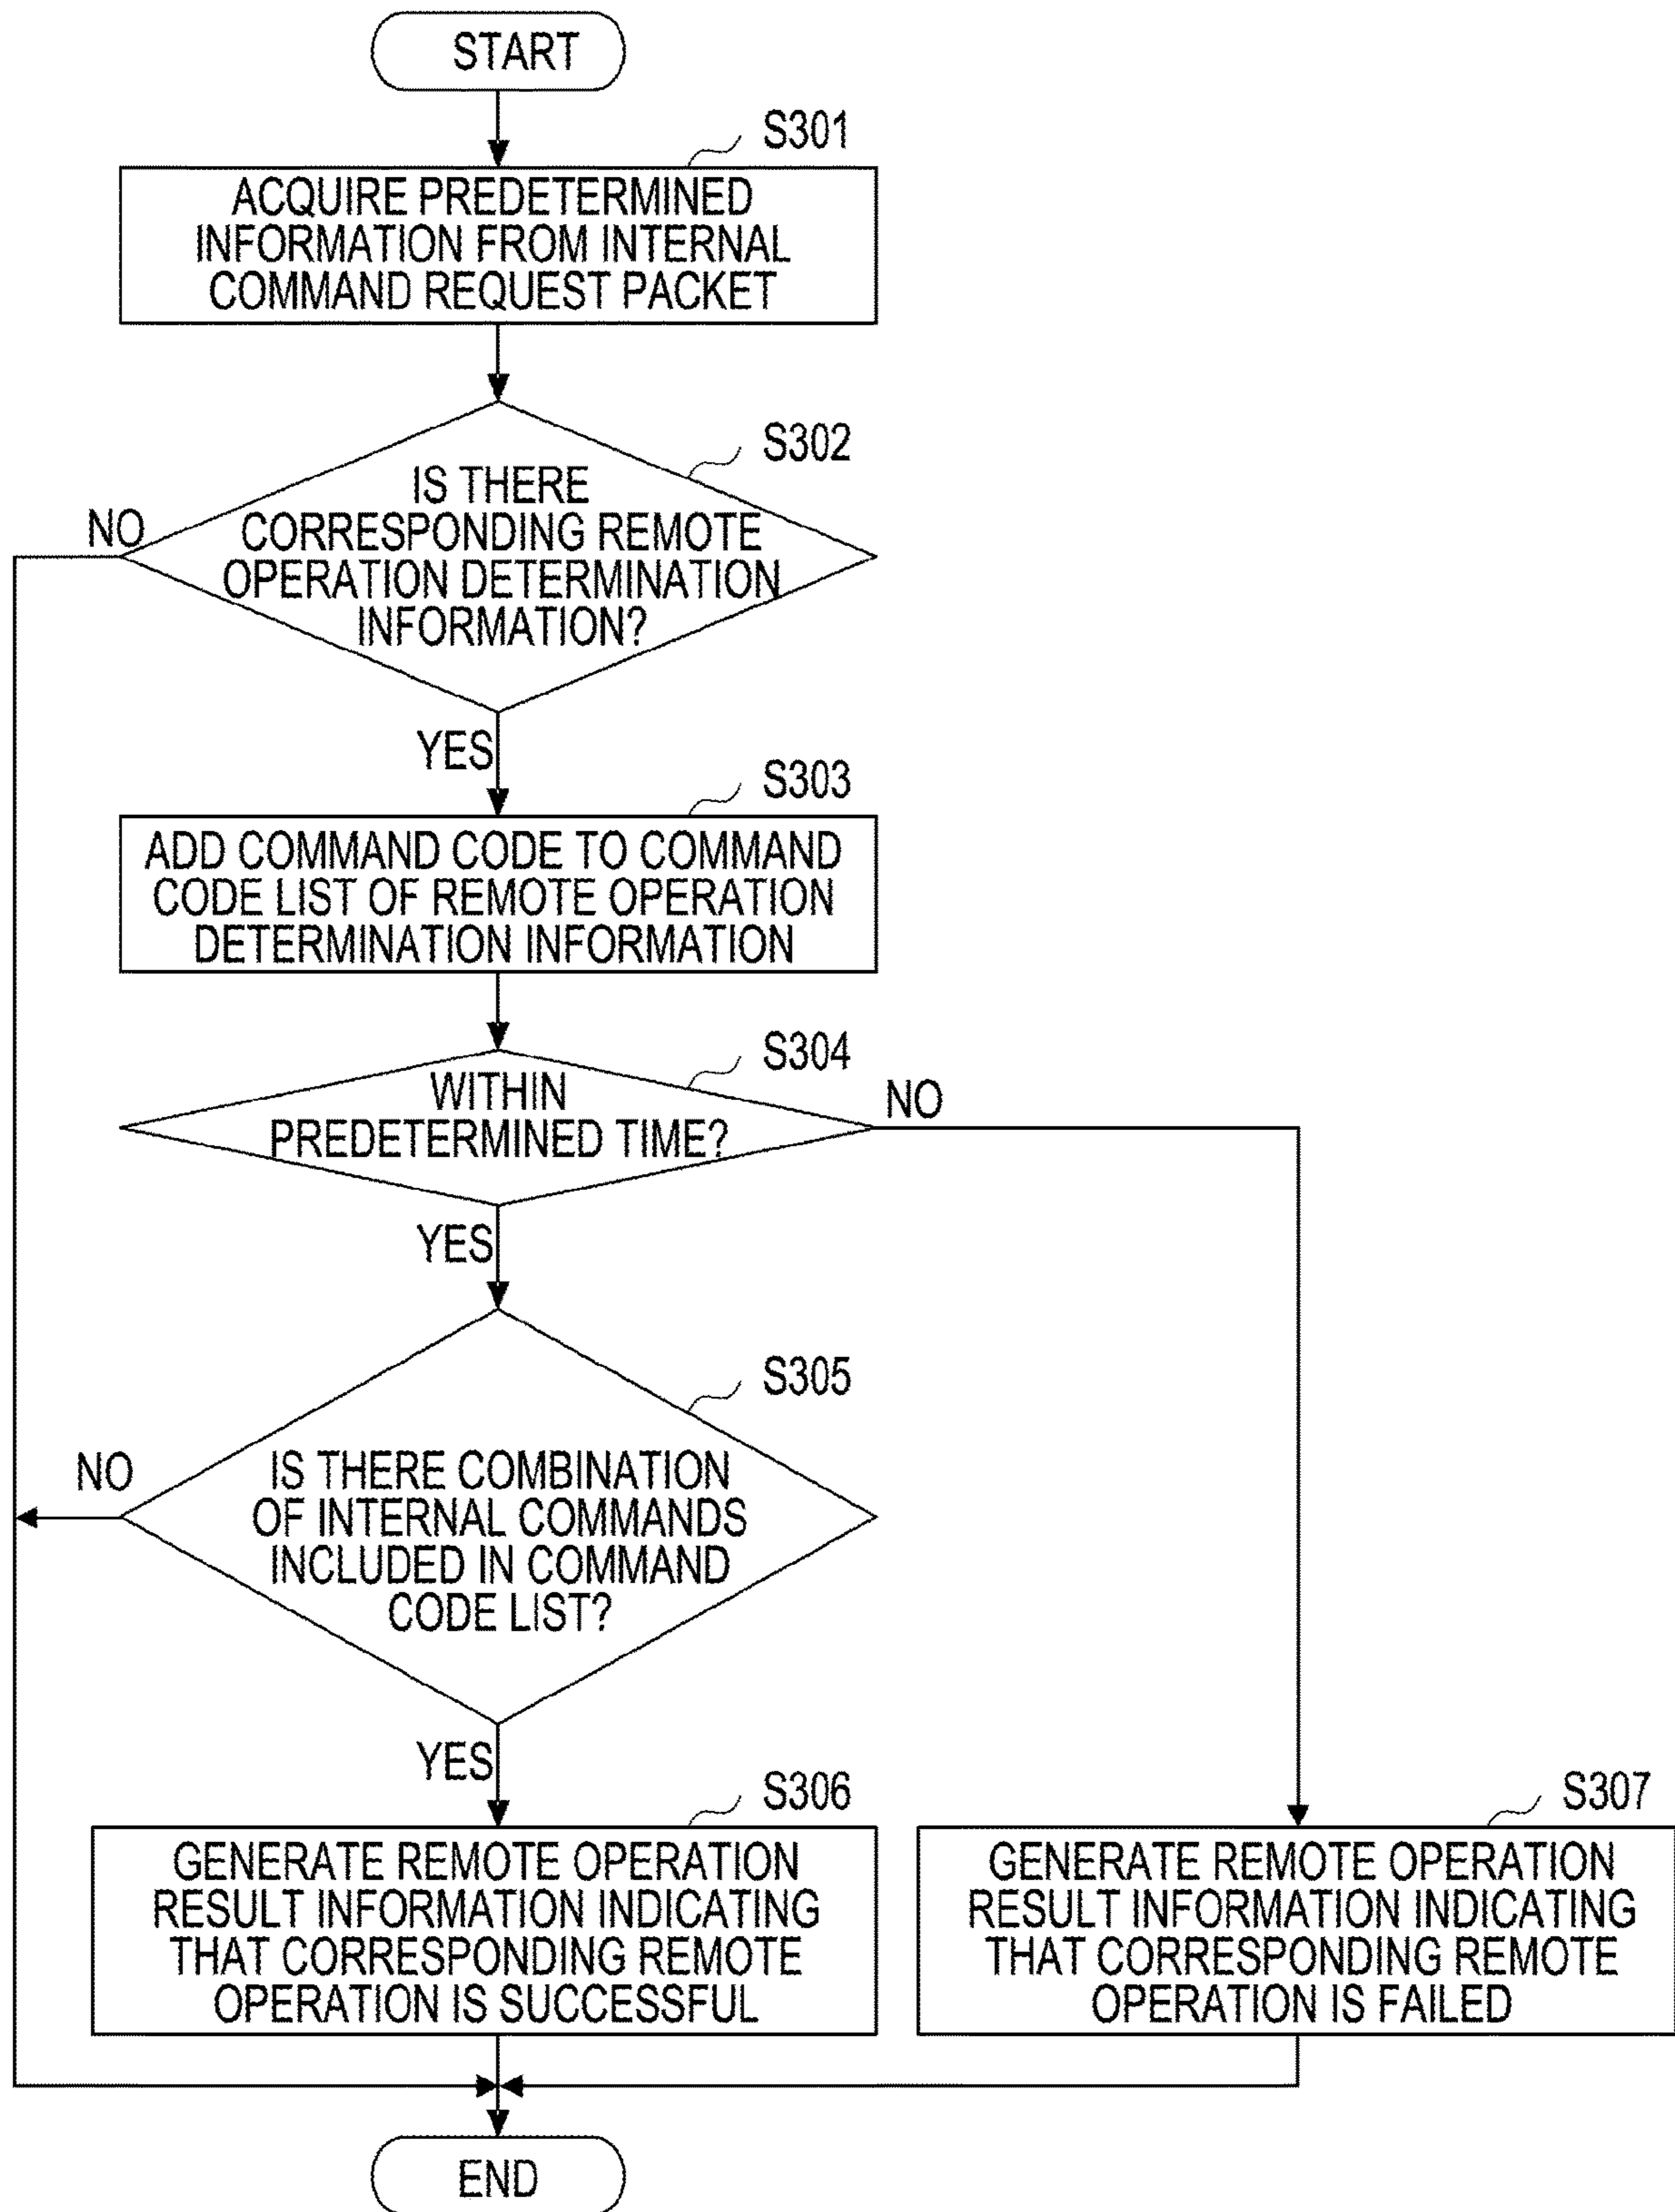 START
S301
ACQUIRE PREDETERMINED
INFORMATION FROM INTERNAL
COMMAND REQUEST PACKET
S302
IS THERE
CORRESPONDING REMOTE
OPERATION DETERMINATION
INFORMATION?
NO
YES
S303
ADD COMMAND CODE TO COMMAND
CODE LIST OF REMOTE OPERATION
DETERMINATION INFORMATION
S304
WITHIN
PREDETERMINED TIME?
NO
YES
S305
IS THERE COMBINATION
OF INTERNAL COMMANDS
INCLUDED IN COMMAND
CODE LIST?
NO
YES
S306
GENERATE REMOTE OPERATION
RESULT INFORMATION INDICATING
THAT CORRESPONDING REMOTE
OPERATION IS SUCCESSFUL
S307
GENERATE REMOTE OPERATION
RESULT INFORMATION INDICATING
THAT CORRESPONDING REMOTE
OPERATION IS FAILED
END